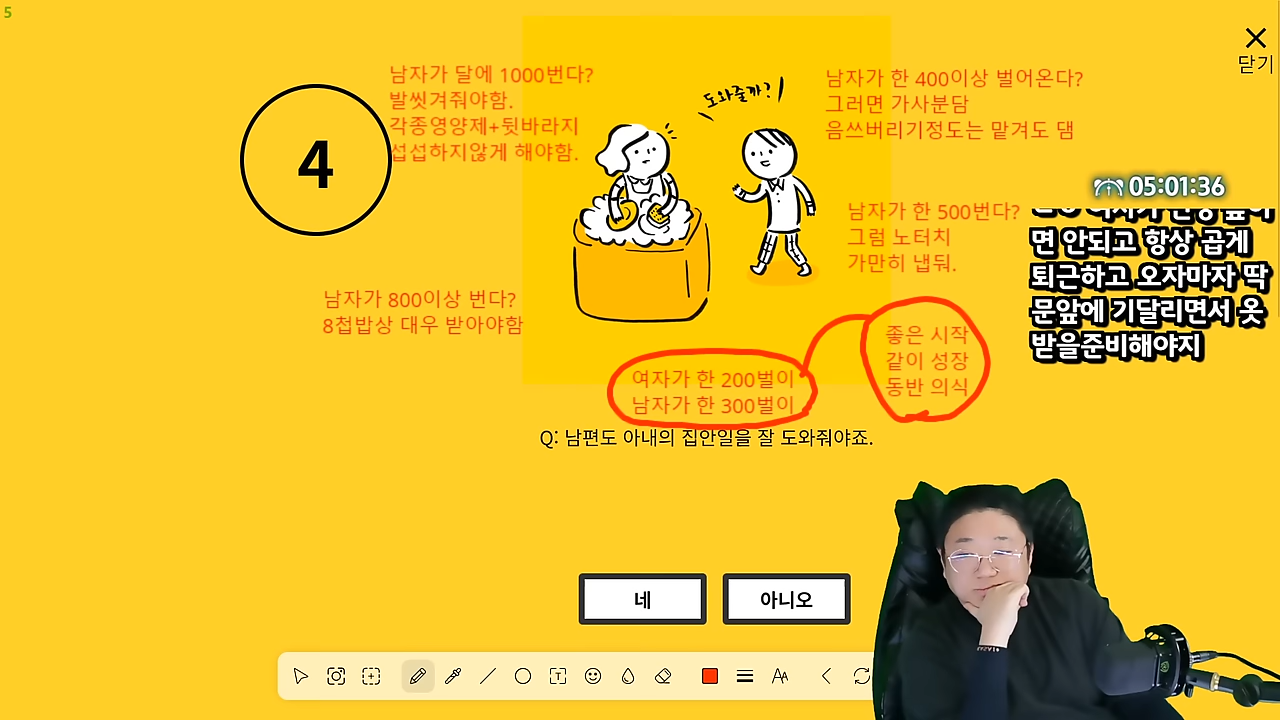 5
닫기
4
남자가 달에 1000번다?
발씻겨줘야함.
각종영양제+뒷바라지
섭섭하지않게 해야함.
도와줄까?
남자가 한 400이상 벌어온다?
그러면 가사분담
음쓰버리기정도는 맡겨도 댐
05:01:36
남자가 한 500번다?
그럼 노터치
가만히 냅둬.
면 안되고 항상 곱게
퇴근하고 오자마자 딱
문앞에 기달리면서 옷
받을준비해야지
남자가 800이상 번다?
8첩밥상 대우 받아야함
좋은 시작
같이 성장
동반 의식
여자가 한 200벌이
남자가 한 300벌이
Q: 남편도 아내의 집안일을 잘 도와줘야죠.
네
아니오